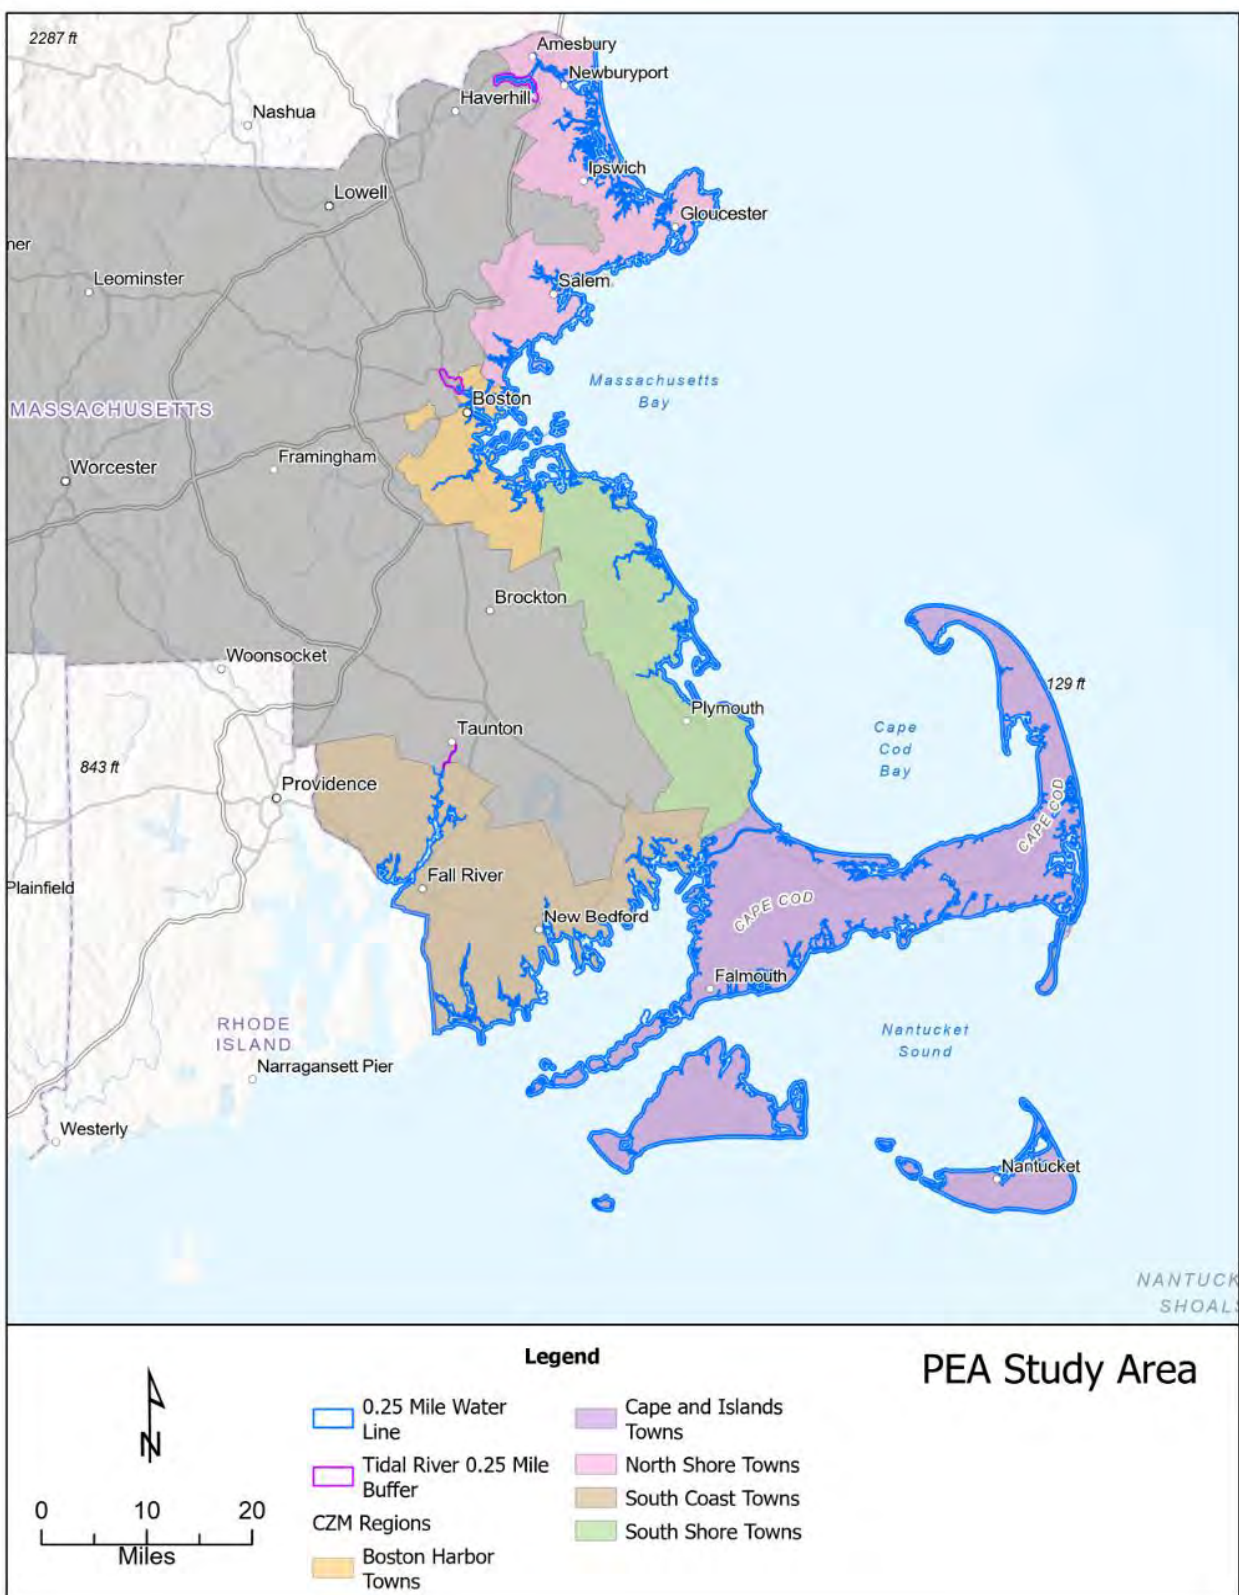 2287 ft
Amesbury
Newburyport
Haverhill
Nashua
Ipswich
Lowell
Gloucester
ner
Leominster
Salem
Massachusetts
Bay
Boston
MASSACHUSETTS
Framingham
Worcester
Brockton
Woonsocket
129 ft
Plymouth
Cape
Cod
Bay
Taunton
843 ft
Providence
CAPE COD
Fall River
Plainfield
CAPE COD
New Bedford
Falmouth
RHODE
ISLAND
Nantucket
Sound
Narragansett Pier
Westerly
Nantucket
NANTUCK
SHOALS
Legend
PEA Study Area
0.25 Mile Water
Line
Tidal River 0.25 Mile
Buffer
CZM Regions
Boston Harbor
Towns
Cape and Islands
Towns
North Shore Towns
South Coast Towns
South Shore Towns
N
0 10 20
Miles